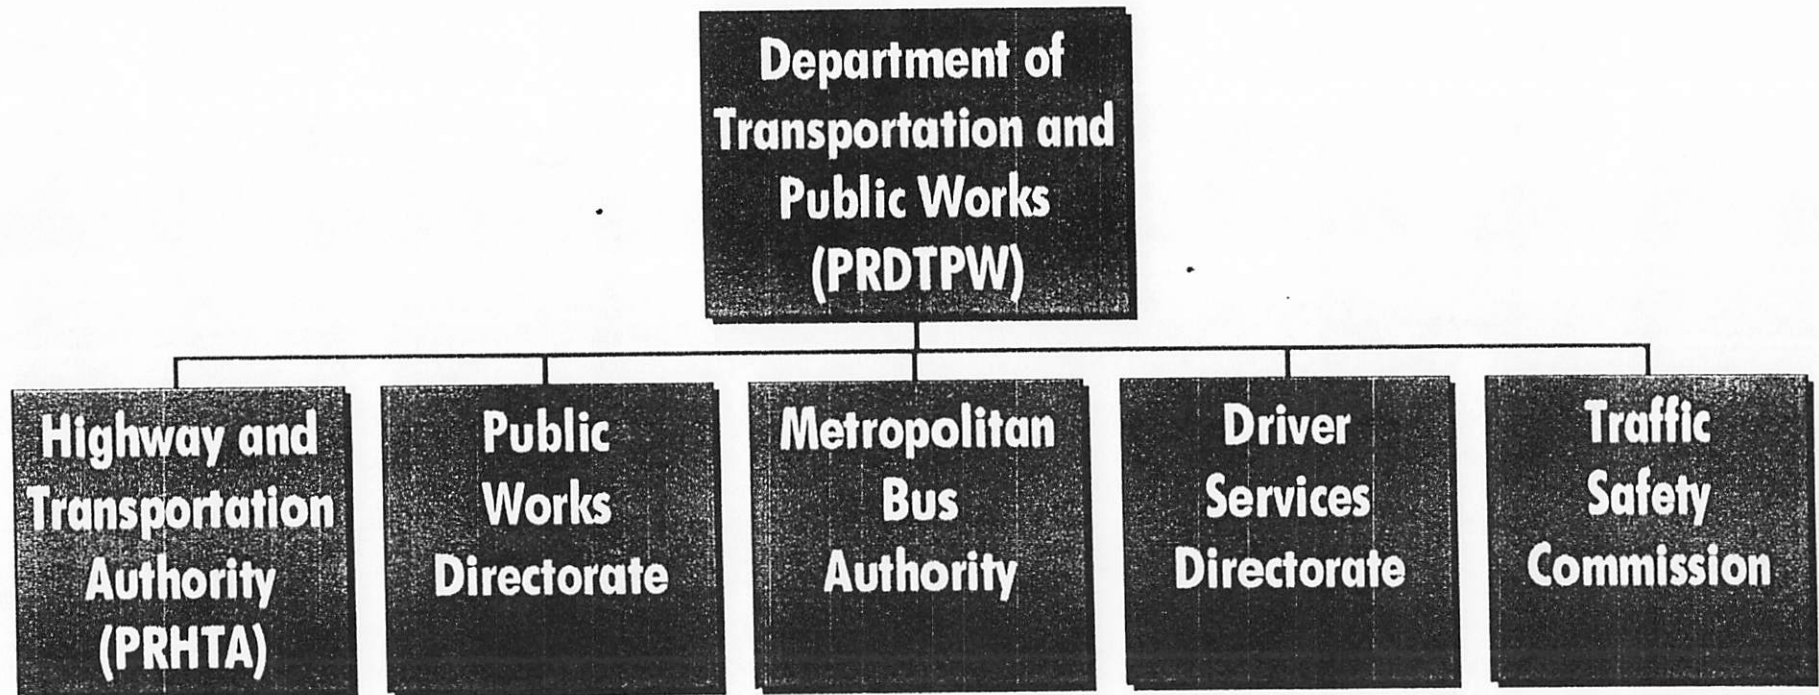 Department of
Transportation and
Public Works
(PRDTPW)
Highway and
Transportation
Authority
(PRHTA)
Public
Works
Directorate
Metropolitan
Bus
Authority
Driver
Services
Directorate
Traffic
Safety
Commission